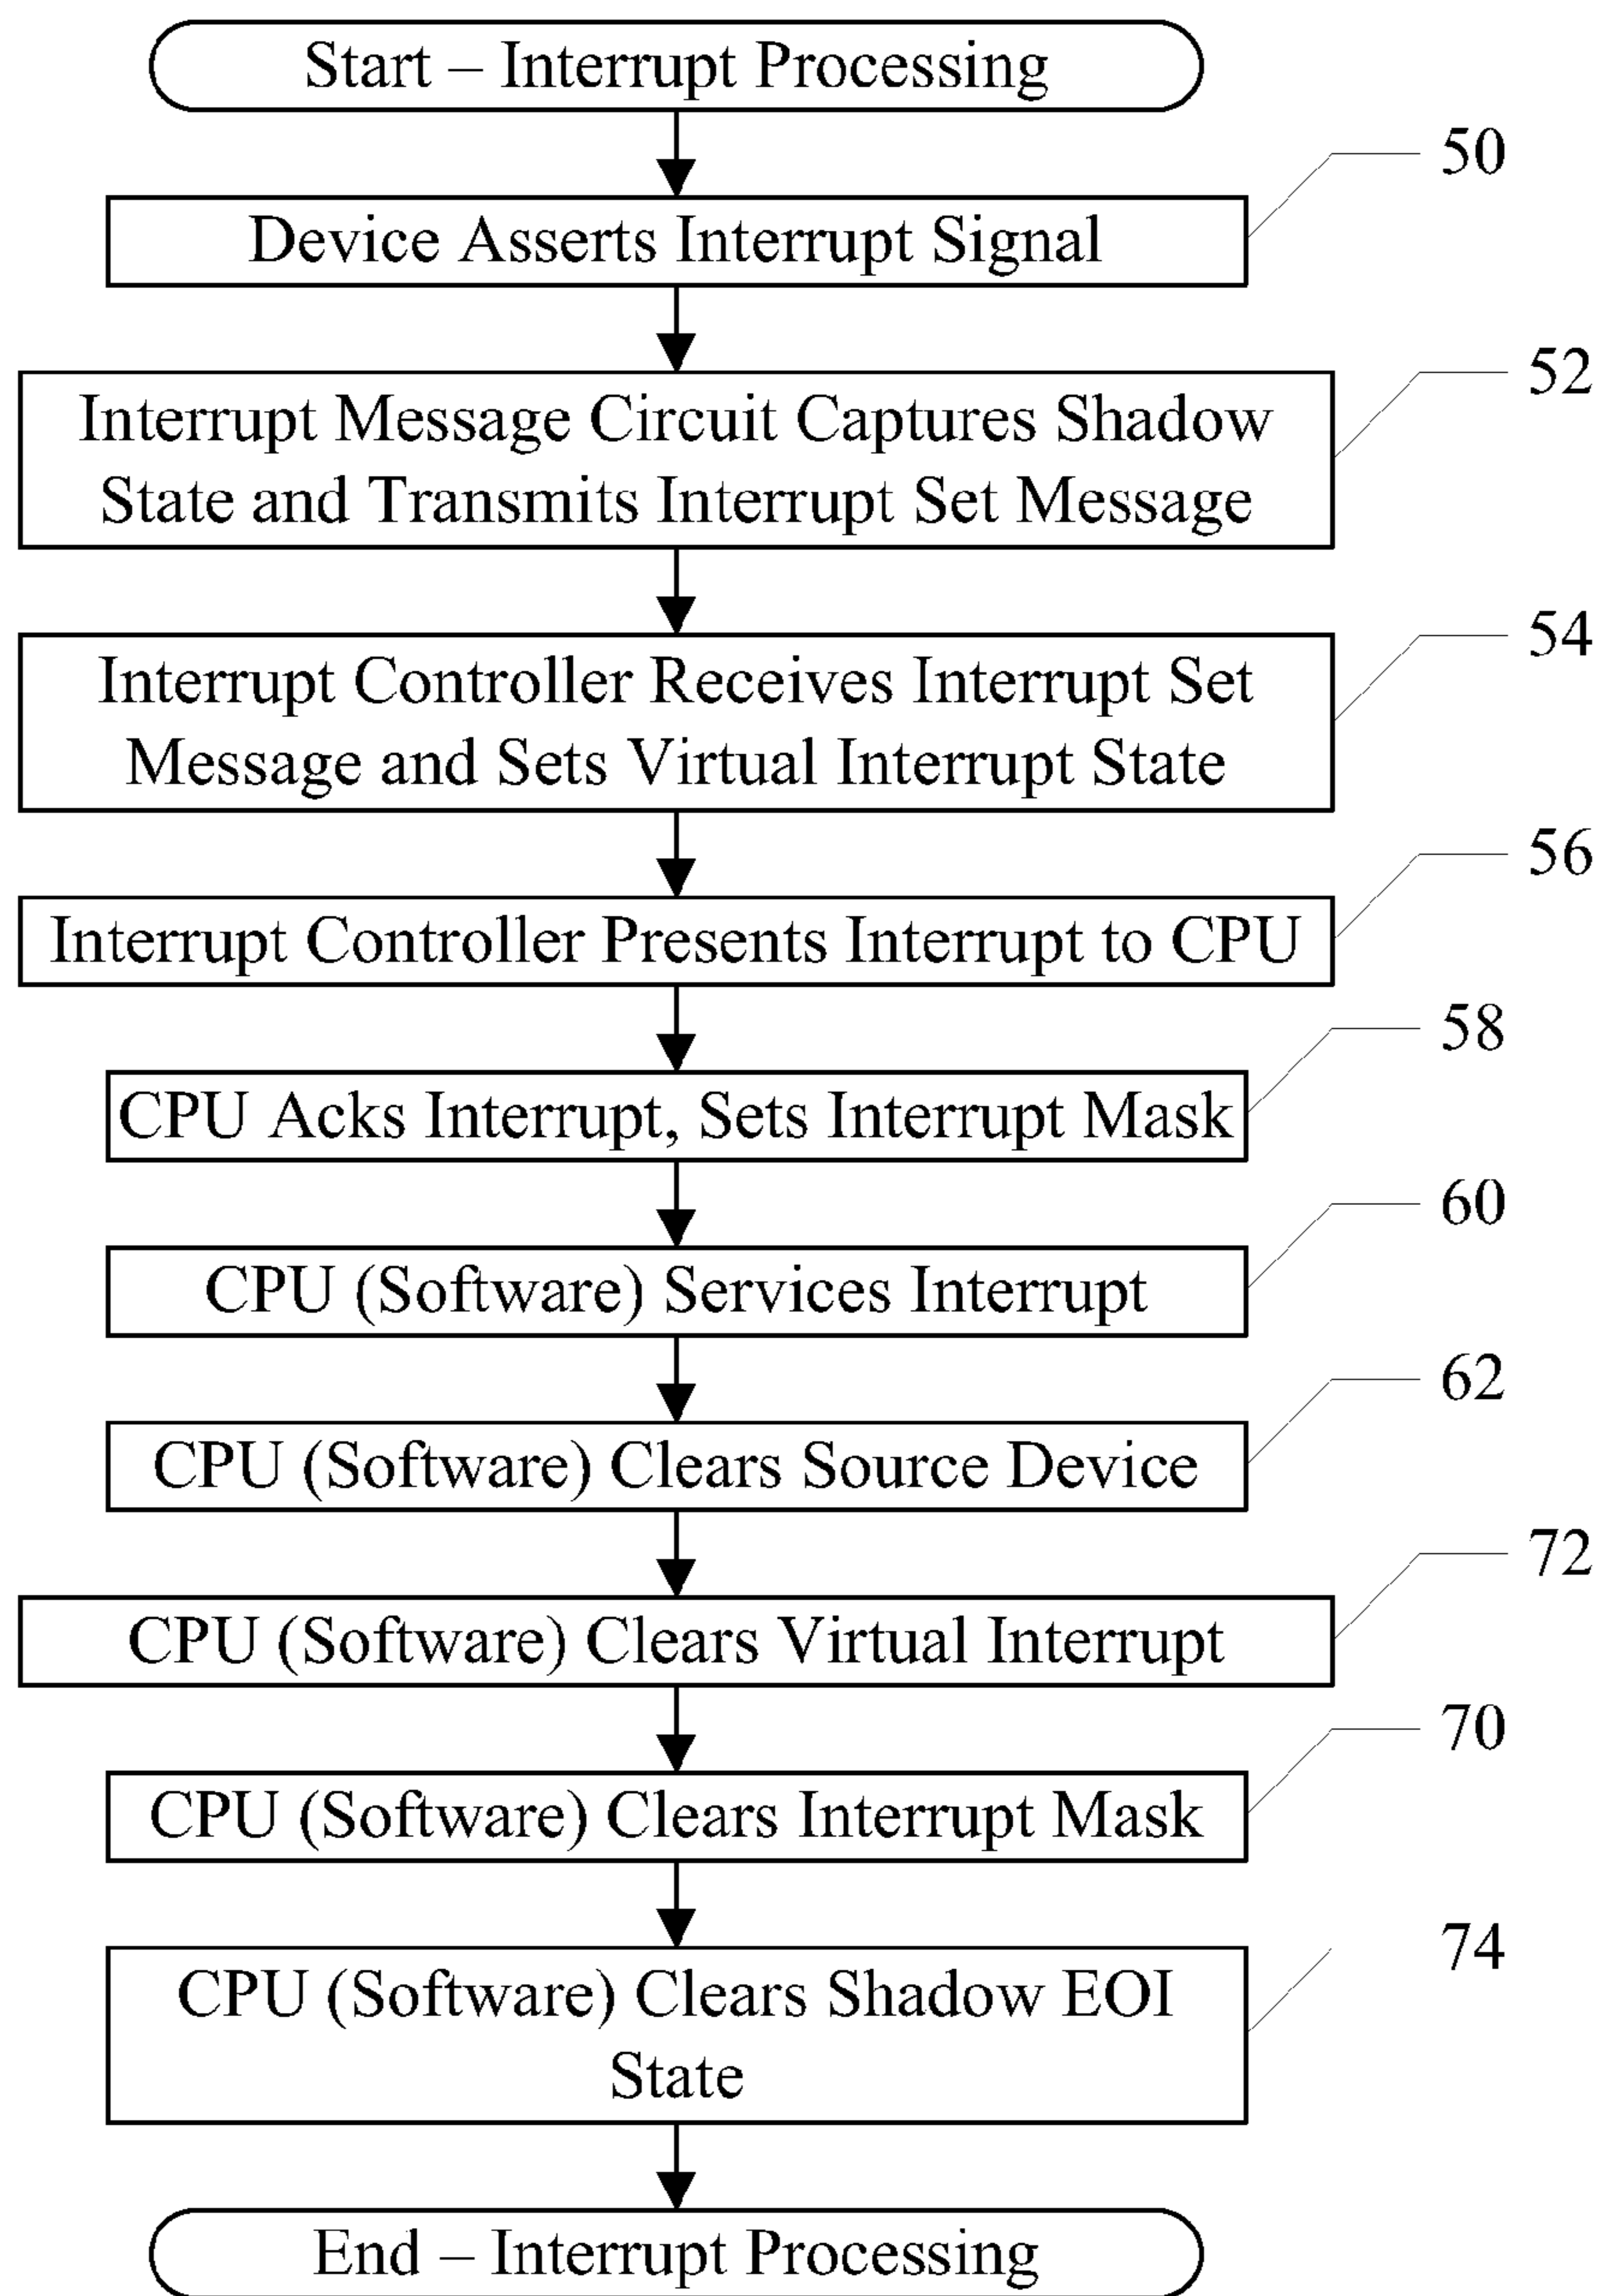 Start – Interrupt Processing
50
Device Asserts Interrupt Signal
52
Interrupt Message Circuit Captures Shadow
State and Transmits Interrupt Set Message
54
Interrupt Controller Receives Interrupt Set
Message and Sets Virtual Interrupt State
56
Interrupt Controller Presents Interrupt to CPU
58
CPU Acks Interrupt, Sets Interrupt Mask
60
CPU (Software) Services Interrupt
62
CPU (Software) Clears Source Device
72
CPU (Software) Clears Virtual Interrupt
70
CPU (Software) Clears Interrupt Mask
74
CPU (Software) Clears Shadow EOI
State
End – Interrupt Processing